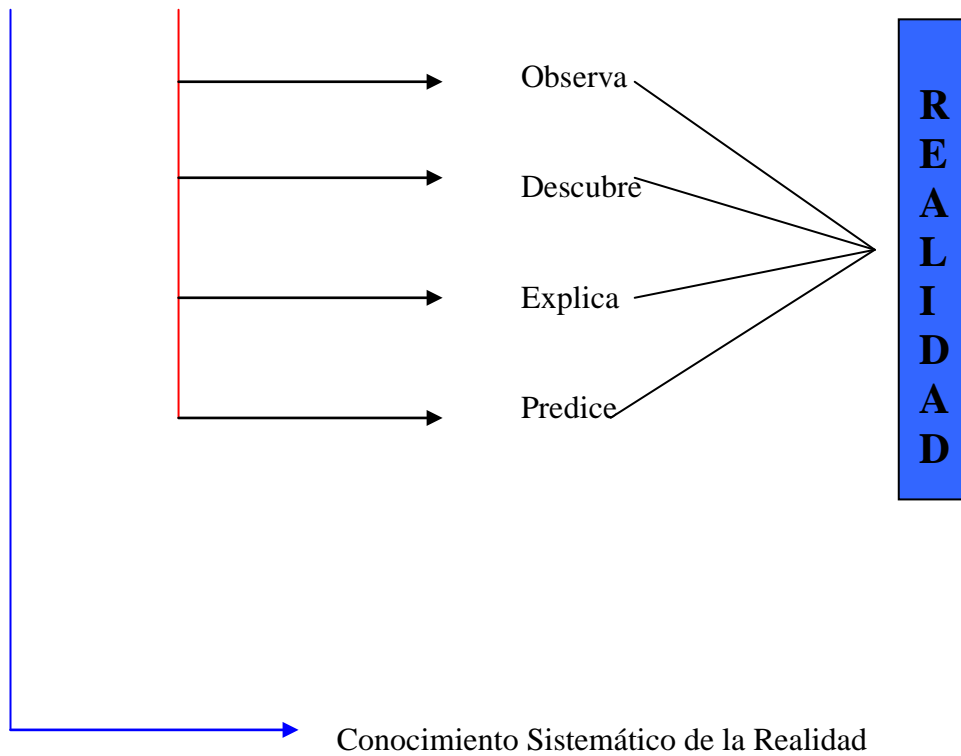 Observa
Descubre
Explica
Predice
R
E
A
L
I
D
A
D
Conocimiento Sistemático de la Realidad